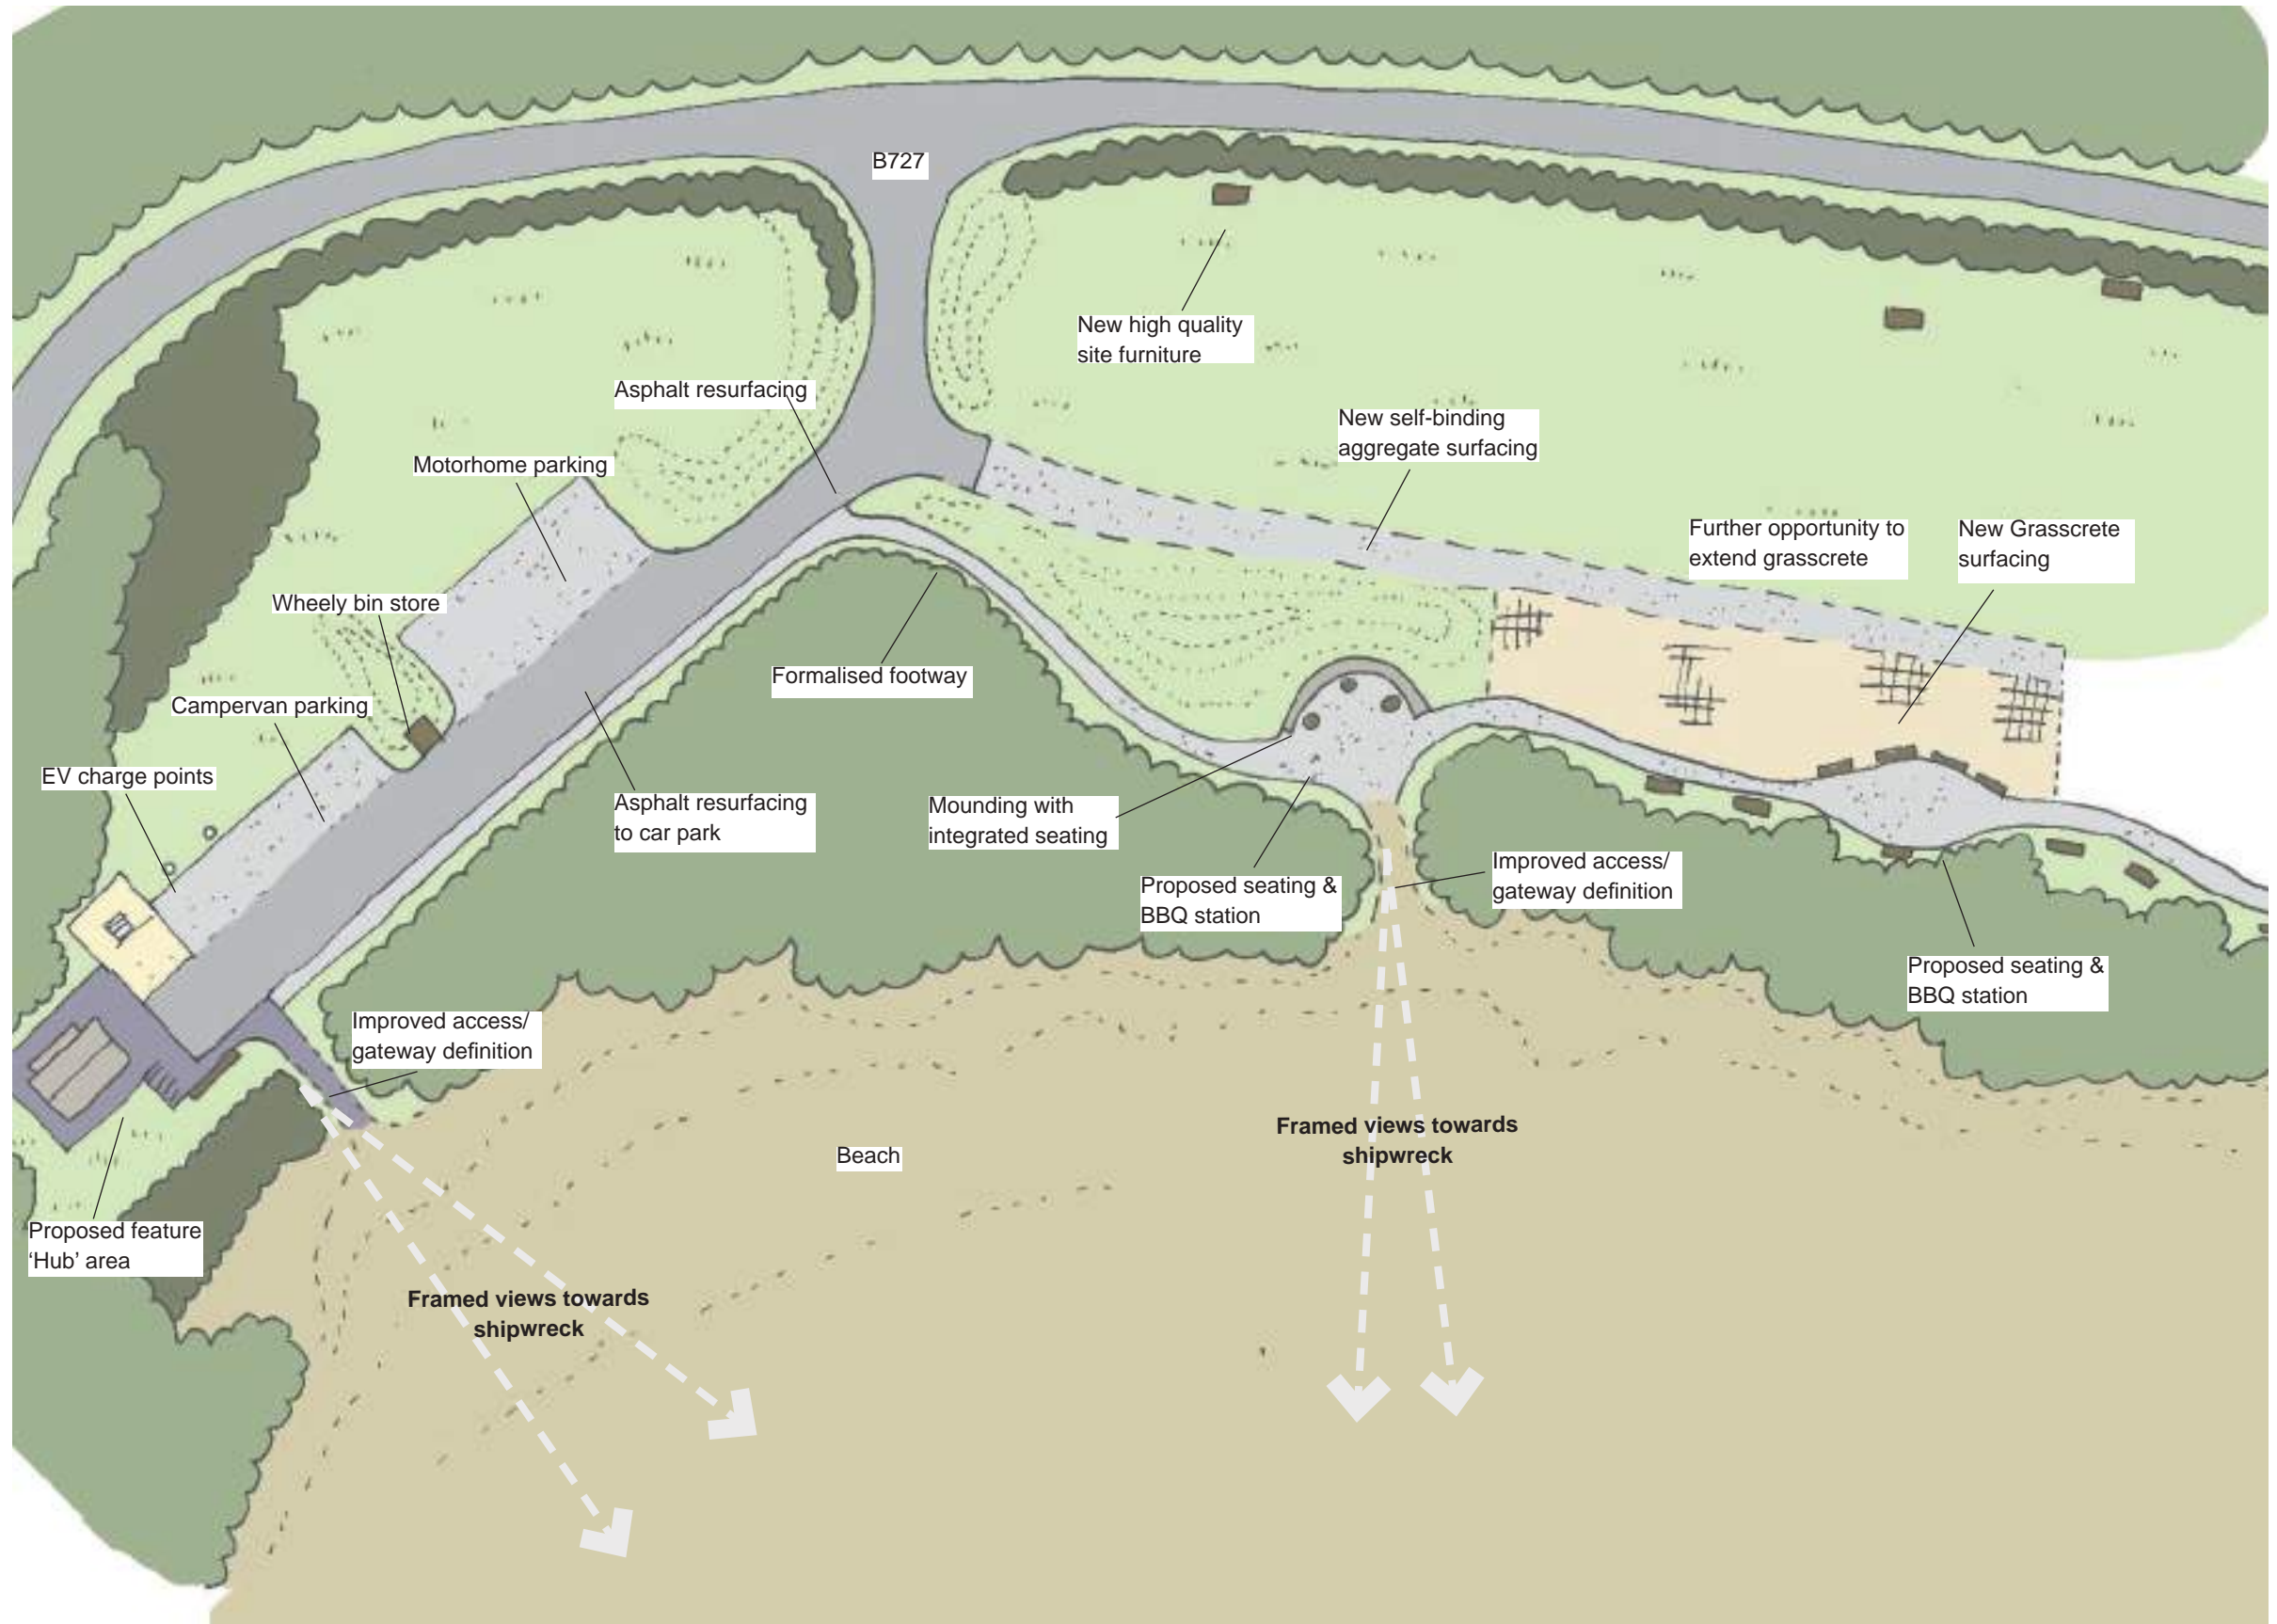 B727
New high quality
site furniture
Asphalt resurfacing
New self-binding
aggregate surfacing
Motorhome parking
Further opportunity to
extend grasscrete
New Grasscrete
surfacing
Wheely bin store
Formalised footway
Campervan parking
EV charge points
Asphalt resurfacing
to car park
Mounding with
integrated seating
Improved access/
gateway definition
Proposed seating &
BBQ station
Proposed seating &
BBQ station
Improved access/
gateway definition
Framed views towards
shipwreck
Beach
Proposed feature
‘Hub’ area
Framed views towards
shipwreck